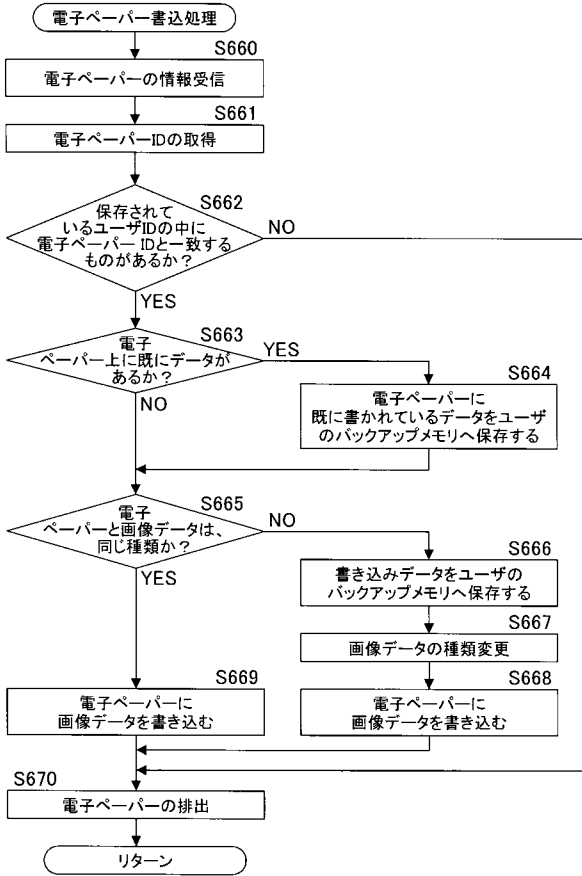 電子ペーパー書込処理
S660
電子ペーパーの情報受信
S661
電子ペーパーIDの取得
S662
保存されて
いるユーザIDの中に
電子ペーパー IDと一致する
ものがあるか？
NO
YES
S663
電子
ペーパー上に既にデータが
あるか？
YES
NO
S664
電子ペーパーに
既に書かれているデータをユーザ
のバックアップメモリへ保存する
S665
電子
ペーパーと画像データは、
同じ種類か？
NO
YES
S666
書き込みデータをユーザの
バックアップメモリへ保存する
S667
画像データの種類変更
S668
電子ペーパーに
画像データを書き込む
S669
電子ペーパーに
画像データを書き込む
S670
電子ペーパーの排出
リターン